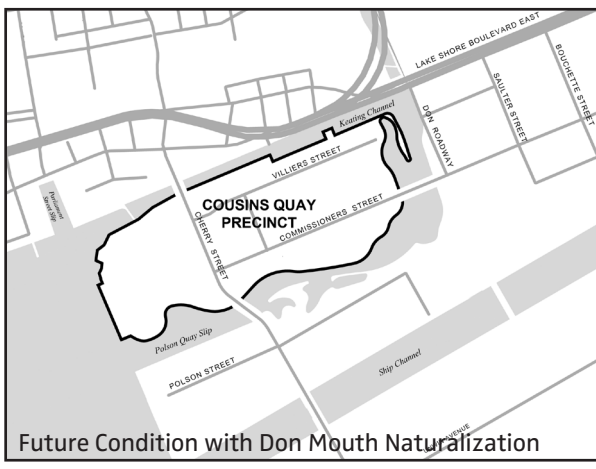 LAKE SHORE BOULEVARD EAST
BOUCHETTE STREET
SAULTER STREET
DON ROADWAY
Keating Channel
VILLIERS STREET
Parliament
Street Slip
COUSINS QUAY
PRECINCT
CHERRY STREET
COMMISSIONERS STREET
Polson Quay Slip
POLSON STREET
Ship Channel
AVENUE
Future Condition with Don Mouth Naturalization